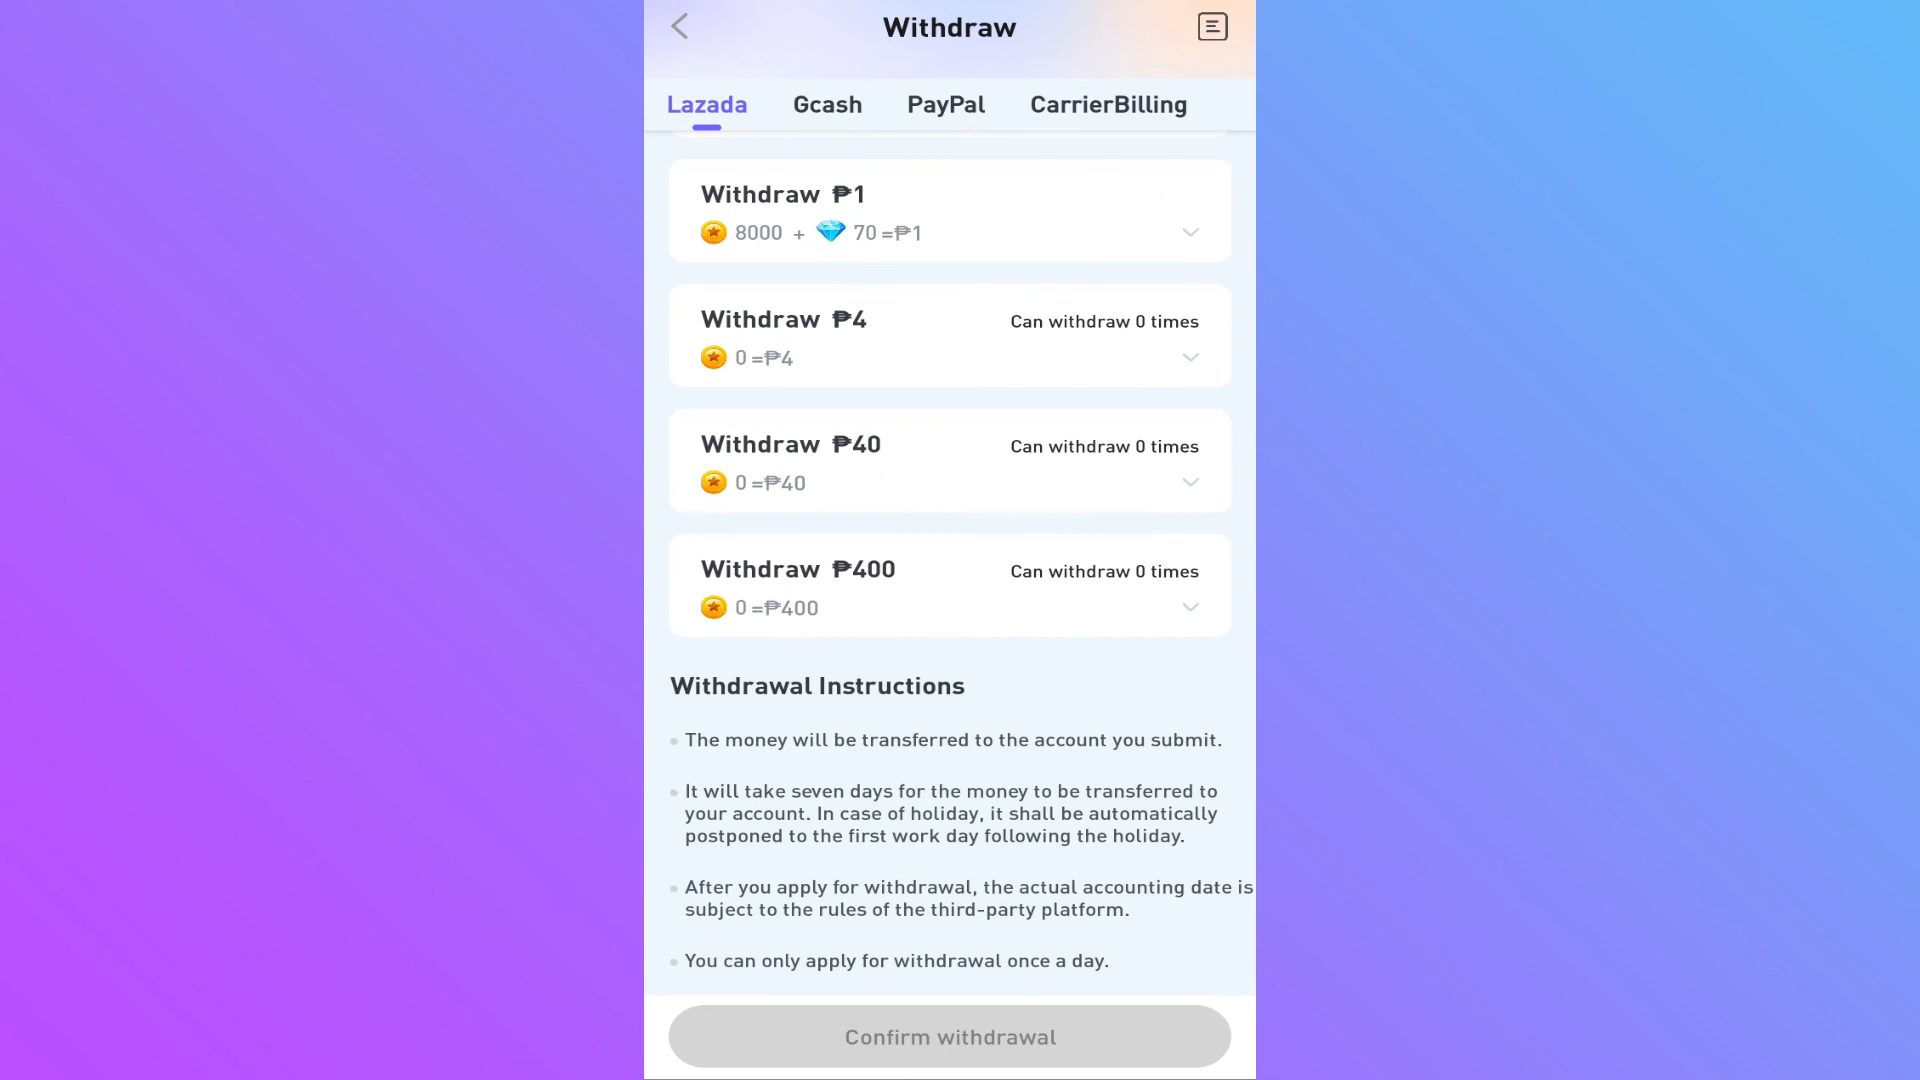 Withdraw
Lazada Gcash PayPal CarrierBilling
Withdraw ₱1
8000 + 70 =₱1
Withdraw ₱4 Can withdraw 0 times
0 =₱4
Withdraw ₱40 Can withdraw 0 times
0 =₱40
Withdraw ₱400 Can withdraw 0 times
0 =₱400
Withdrawal Instructions
The money will be transferred to the account you submit.
It will take seven days for the money to be transferred to
your account. In case of holiday, it shall be automatically
postponed to the first work day following the holiday.
After you apply for withdrawal, the actual accounting date is
subject to the rules of the third-party platform.
You can only apply for withdrawal once a day.
Confirm withdrawal